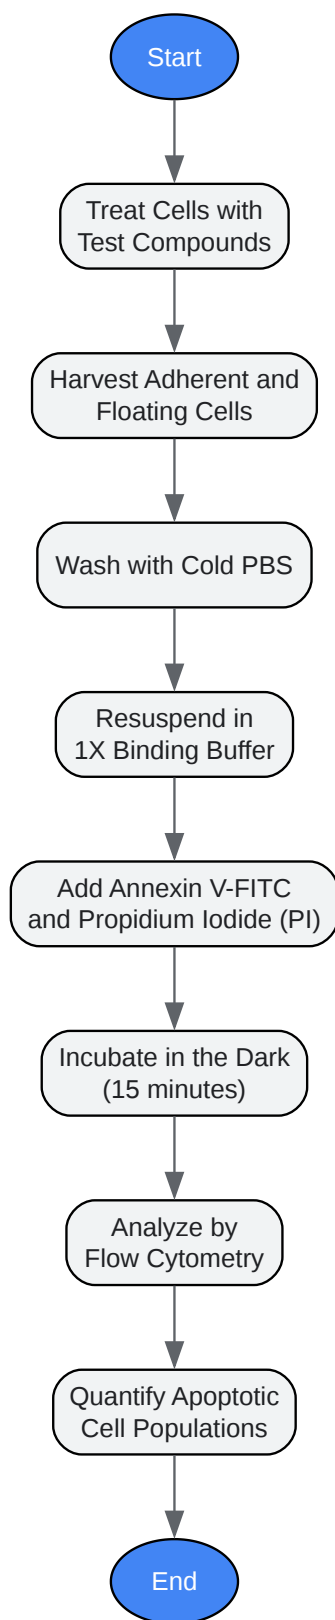 Start
Treat Cells with
Test Compounds
Harvest Adherent and
Floating Cells
Wash with Cold PBS
Resuspend in
1X Binding Buffer
Add Annexin V-FITC
and Propidium Iodide (PI)
Incubate in the Dark
(15 minutes)
Analyze by
Flow Cytometry
Quantify Apoptotic
Cell Populations
End